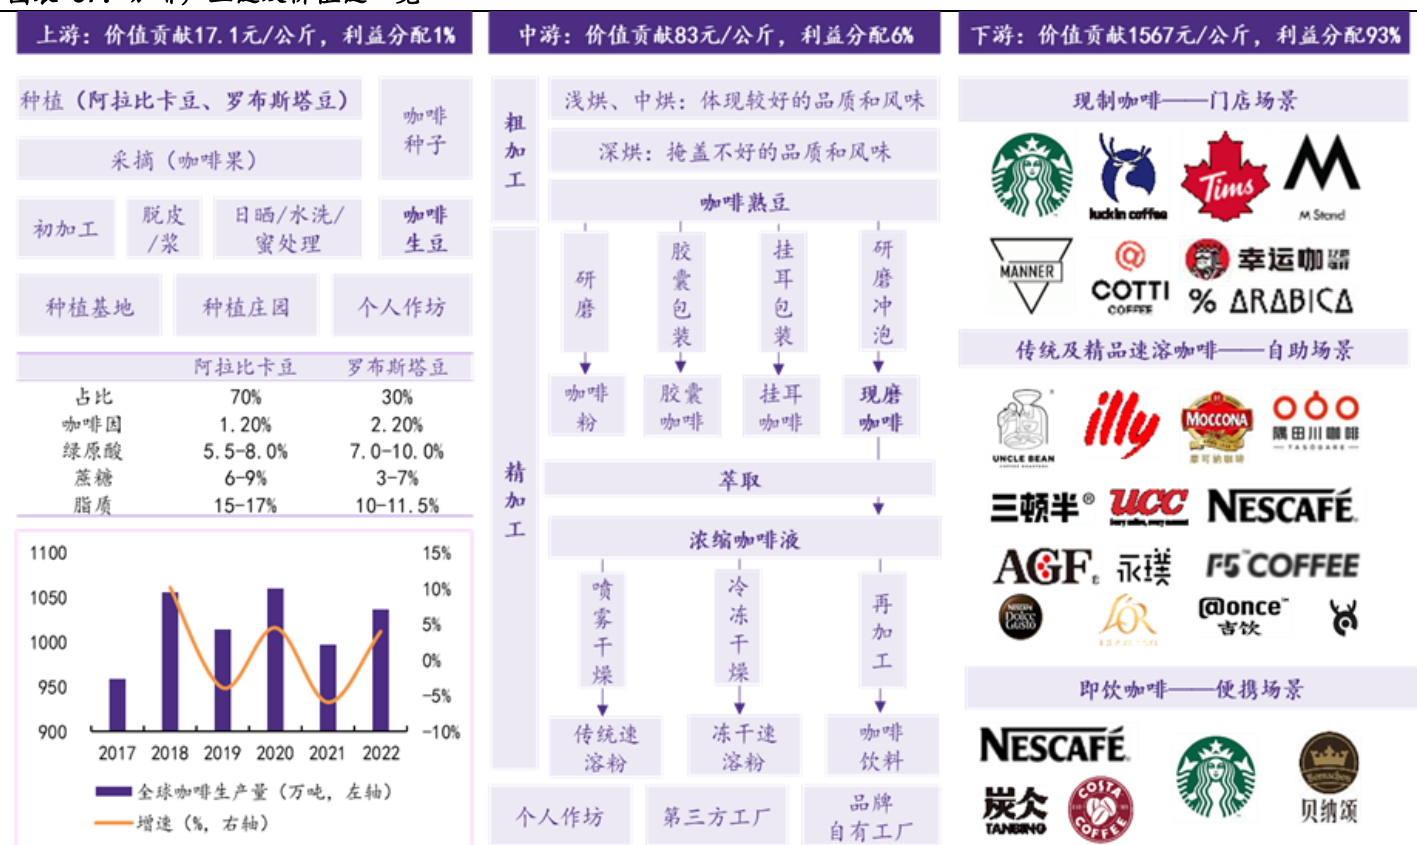 上游：价值贡献17.1元/公斤，利益分配1%
种植（阿拉比卡豆、罗布斯塔豆）
咖啡
种子
采摘（咖啡果）
初加工
脱皮
/浆
日晒/水洗/
蜜处理
咖啡
生豆
种植基地
种植庄园
个人作坊
阿拉比卡豆 罗布斯塔豆
占比 70% 30%
咖啡因 1.20% 2.20%
绿原酸 5.5-8.0% 7.0-10.0%
蔗糖 6-9% 3-7%
脂质 15-17% 10-11.5%
1100 15%
1050 10%
1000 5%
950 0%
900 -5%
-10%
2017 2018 2019 2020 2021 2022
全球咖啡生产量（万吨，左轴）
增速（%，右轴）
中游：价值贡献83元/公斤，利益分配6%
粗加工
浅烘、中烘：体现较好的品质和风味
深烘：掩盖不好的品质和风味
咖啡熟豆
精加工
研磨
胶囊包装
挂耳包装
研磨冲泡
咖啡
粉
胶囊
咖啡
挂耳
咖啡
现磨
咖啡
萃取
浓缩咖啡液
喷雾干燥
冷冻干燥
再加工
传统速
溶粉
冻干速
溶粉
咖啡
饮料
个人作坊
第三方工厂
品牌
自有工厂
下游：价值贡献1567元/公斤，利益分配93%
现制咖啡——门店场景
luckin coffee
Tims
M Stand
MANNER
COTTI
COFFEE
幸运咖
% ARABICA
传统及精品速溶咖啡——自助场景
UNCLE BEAN
illy
MOCCONA
摩可纳咖啡
隅田川咖啡
TASOGARE
三顿半®
UCC
NESCAFÉ
AGF
永璞
F5 COFFEE
NESCAFÉ
Dolce
Gusto
L'OR
@once™
吉饮
即饮咖啡——便携场景
NESCAFÉ
炭仌
TANBING
COSTA
COFFEE
贝纳颂